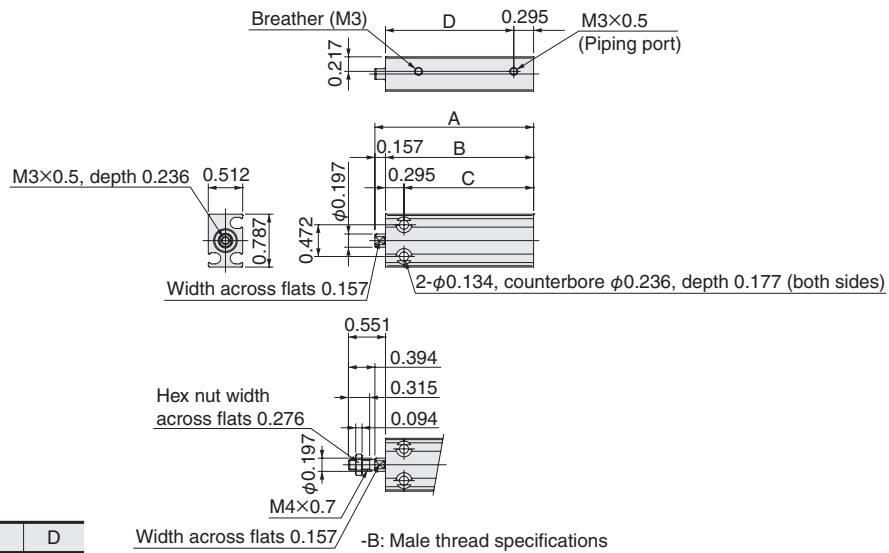 Breather (M3)
D
0.295
M3×0.5
(Piping port)
0.217
A
0.157
B
0.295
C
M3×0.5, depth 0.236
0.512
φ0.197
0.787
0.472
Width across flats 0.157
2-φ0.134, counterbore φ0.236, depth 0.177 (both sides)
0.551
0.394
0.315
Hex nut width
across flats 0.276
0.094
φ0.197
M4×0.7
Width across flats 0.157
-B: Male thread specifications
D